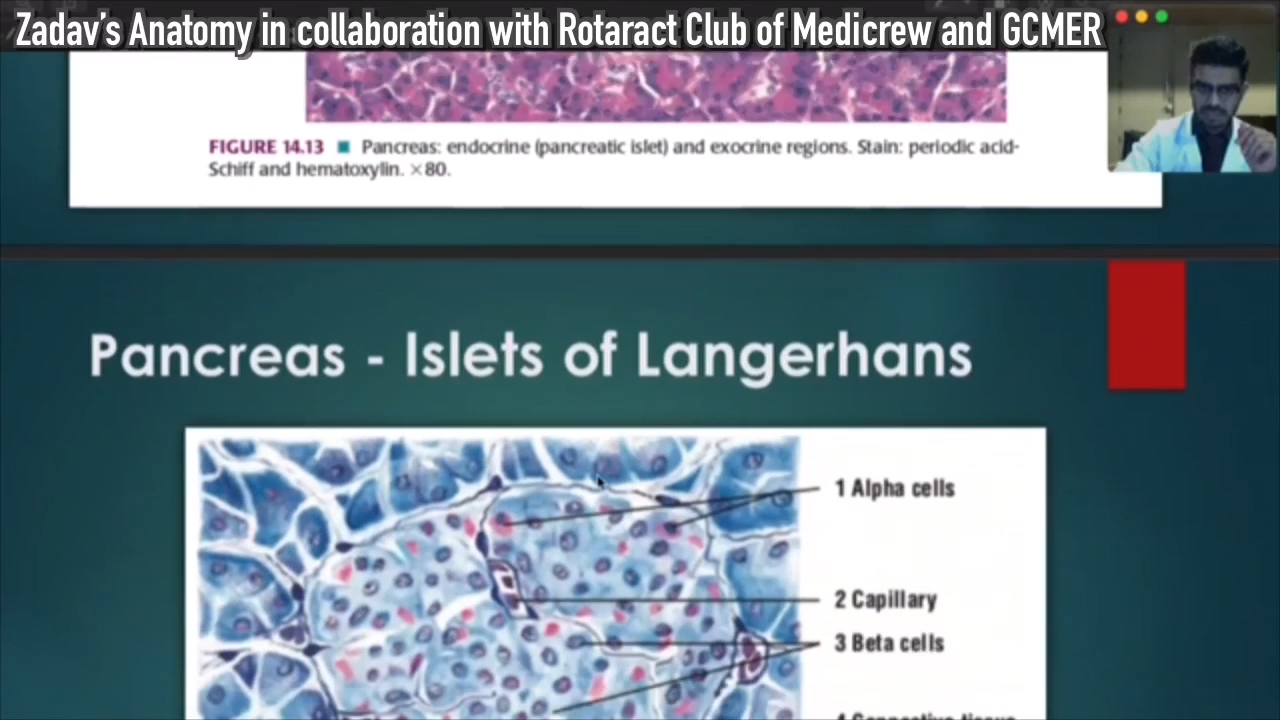 Zadav's Anatomy in collaboration with Rotaract Club of Medicrew and GCMER
FIGURE 14.13 ■ Pancreas: endocrine (pancreatic islet) and exocrine regions. Stain: periodic acid-
Schiff and hematoxylin. ×80.
Pancreas - Islets of Langerhans
1 Alpha cells
2 Capillary
3 Beta cells